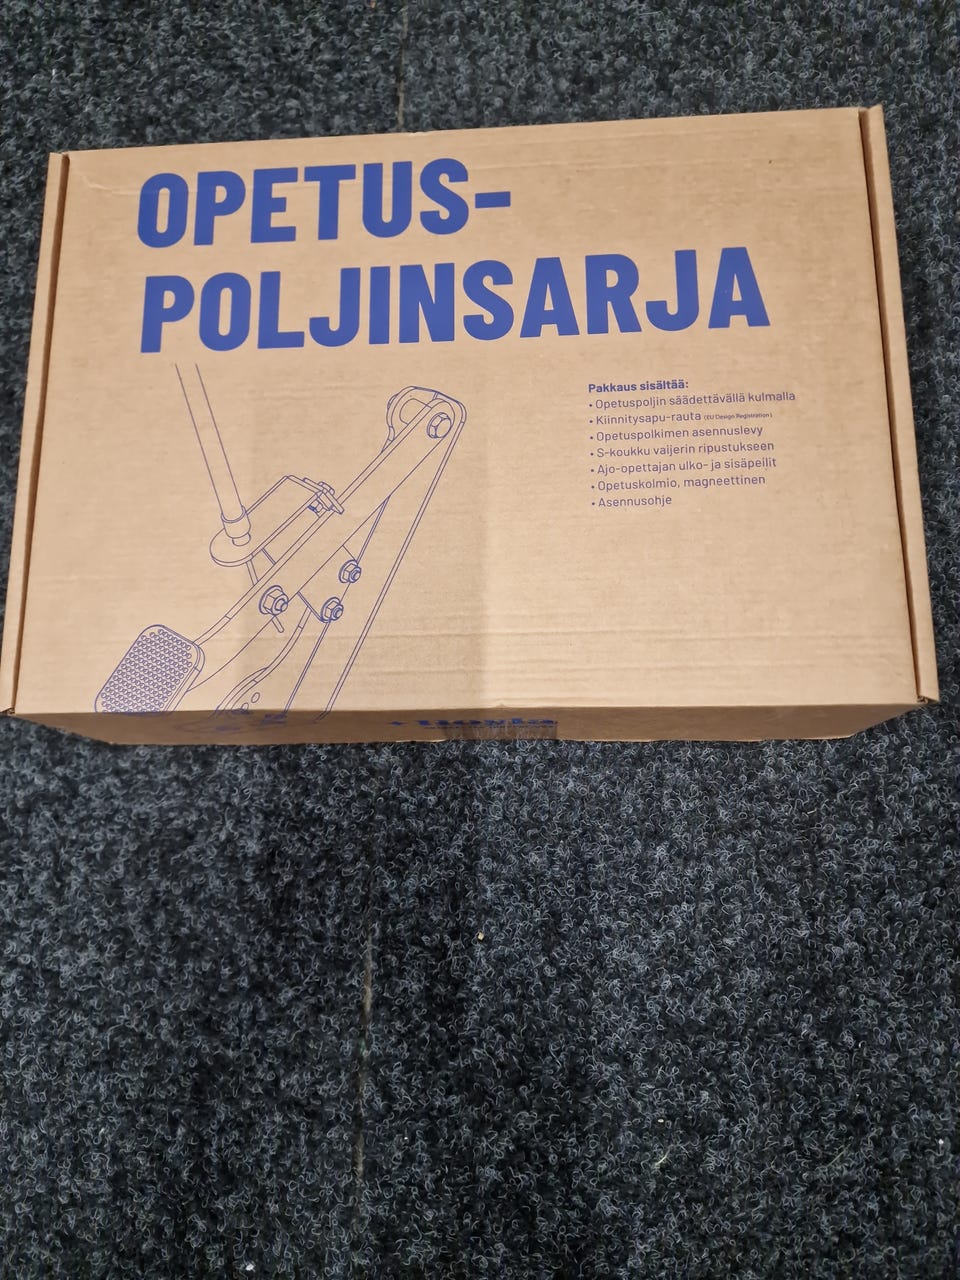 OPETUS-
POLJINSARJA
Pakkaus sisältää:
• Opetuspoljin säädettävällä kulmalla
• Kiinnitysapu-rauta (EU Design Registration)
• Opetuspolkimen asennuslevy
• S-koukku vaijerin ripustukseen
• Ajo-opettajan ulko- ja sisäpeilit
• Opetuskolmio, magneettinen
• Asennusohje